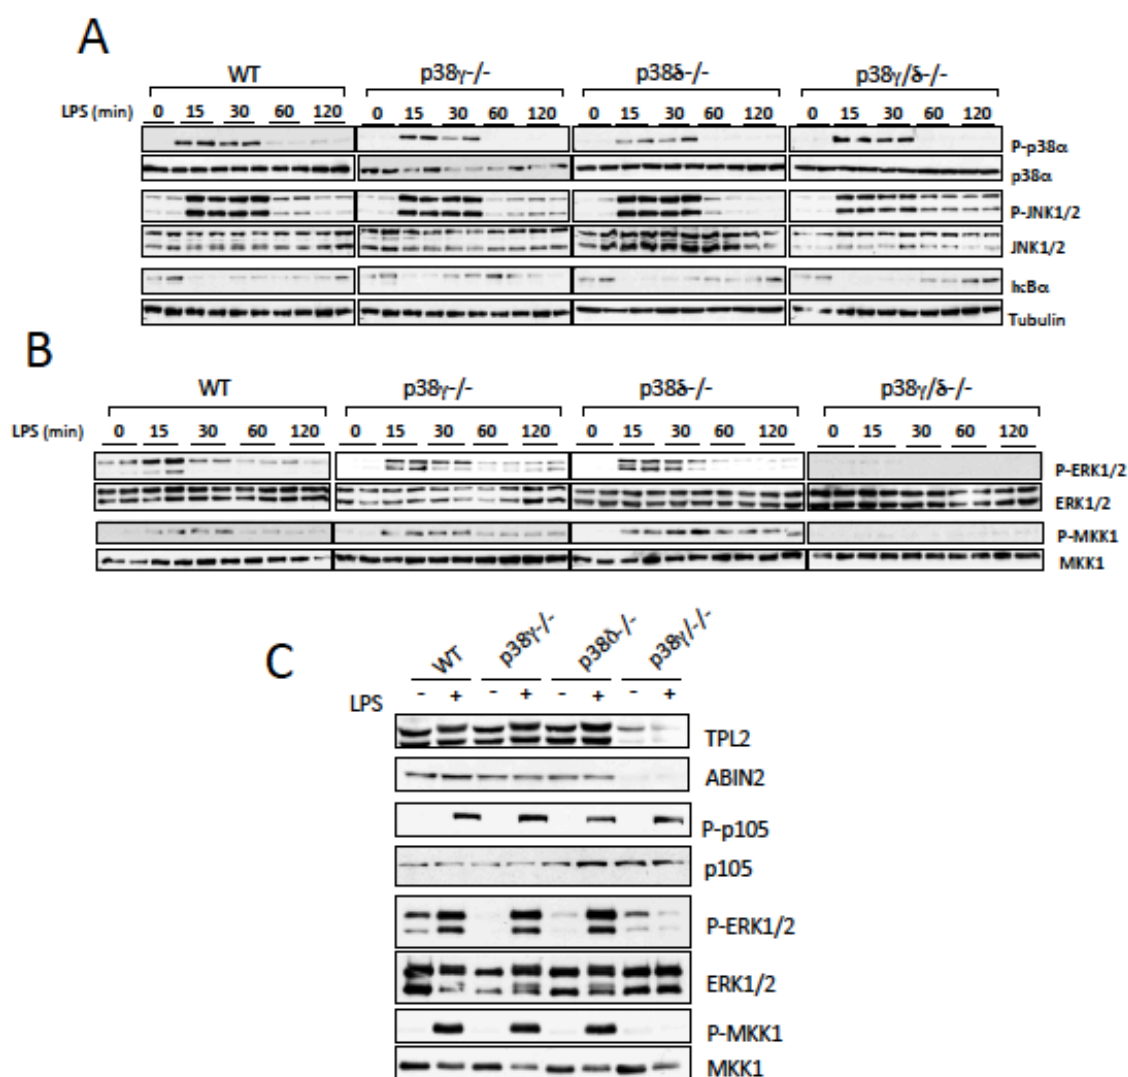 A
WT p38γ-/- p38δ-/- p38γ/δ-/-
LPS (min) 0 15 30 60 120 0 15 30 60 120 0 15 30 60 120 0 15 30 60 120
P-p38α
p38α
P-JNK1/2
JNK1/2
IκBα
Tubulin
B
WT p38γ-/- p38δ-/- p38γ/δ-/-
LPS (min) 0 15 30 60 120 0 15 30 60 120 0 15 30 60 120 0 15 30 60 120
P-ERK1/2
ERK1/2
P-MKK1
MKK1
C
WT p38γ-/- p38δ-/- p38γ/-/-
LPS - + - + - + - +
TPL2
ABIN2
P-p105
p105
P-ERK1/2
ERK1/2
P-MKK1
MKK1